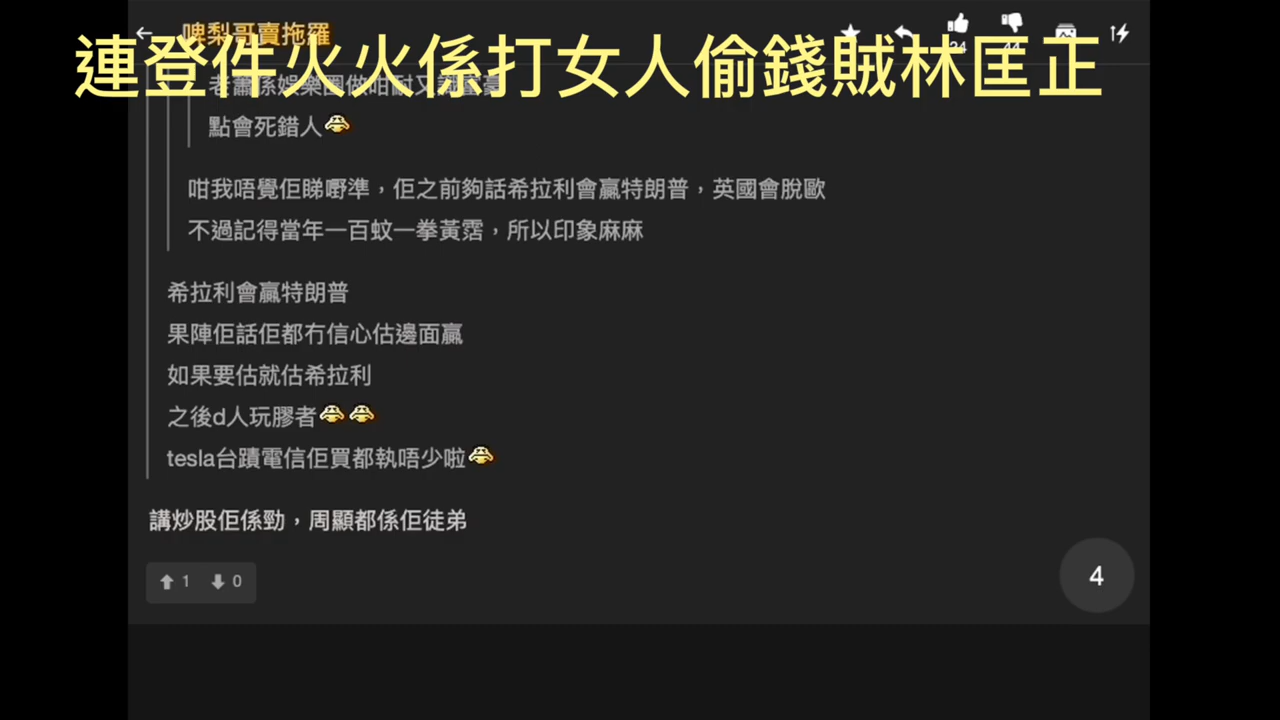 啤梨哥賣拖羅
連登件火火係打女人偷錢賊林匡正
點會死錯人
咁我唔覺佢睇嘢準，佢之前夠話希拉利會贏特朗普，英國會脫歐
不過記得當年一百蚊一拳黃霑，所以印象麻麻
希拉利會贏特朗普
果陣佢話佢都冇信心估邊面贏
如果要估就估希拉利
之後d人玩膠者
tesla台蹟電信佢買都執唔少啦
講炒股佢係勁，周顯都係佢徒弟
1 0
4